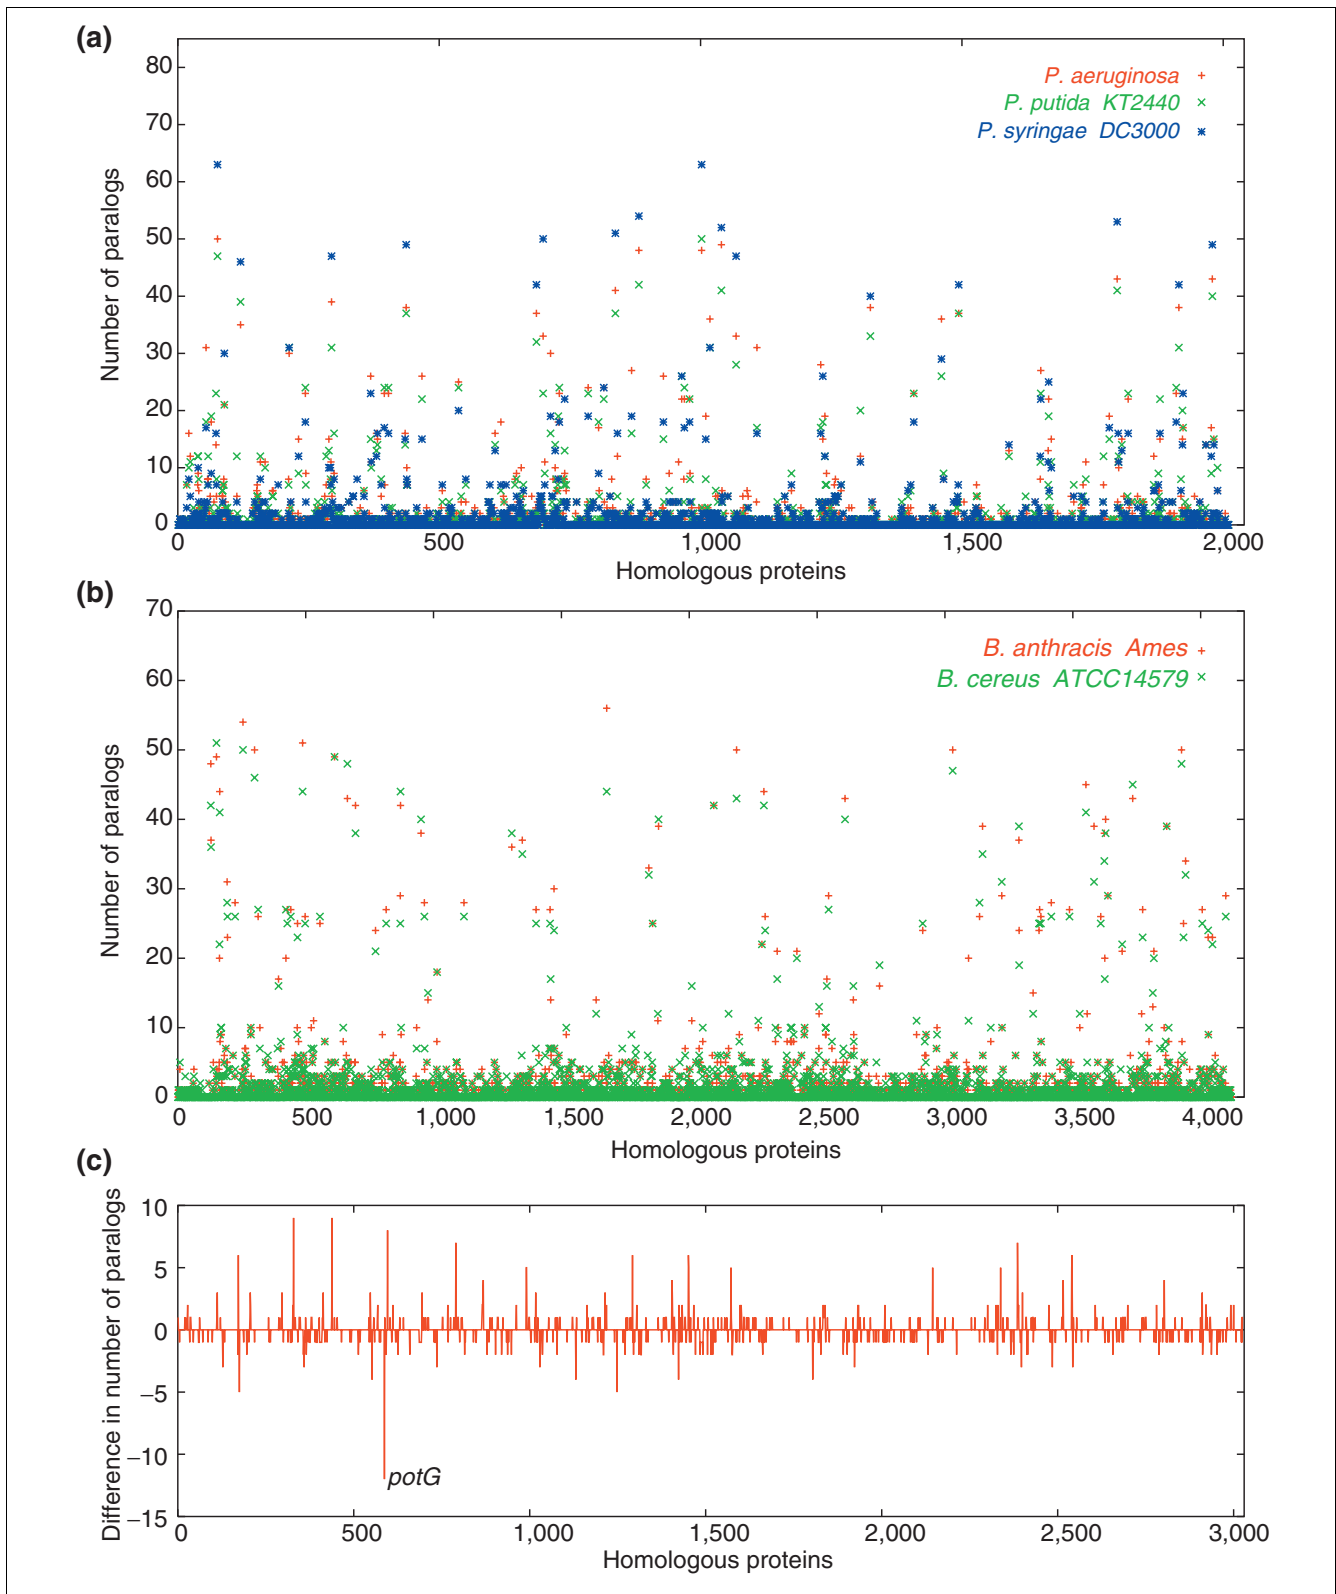 (a)
80
70
60
50
40
30
20
10
0
Number of paralogs
P. aeruginosa
P. putida KT2440
P. syringae DC3000
0 500 1,000 1,500 2,000
Homologous proteins
(b)
70
60
50
40
30
20
10
0
Number of paralogs
B. anthracis Ames
B. cereus ATCC14579
0 500 1,000 1,500 2,000 2,500 3,000 3,500 4,000
Homologous proteins
(c)
10
5
0
−5
−10
−15
Difference in number of paralogs
potG
0 500 1,000 1,500 2,000 2,500 3,000
Homologous proteins